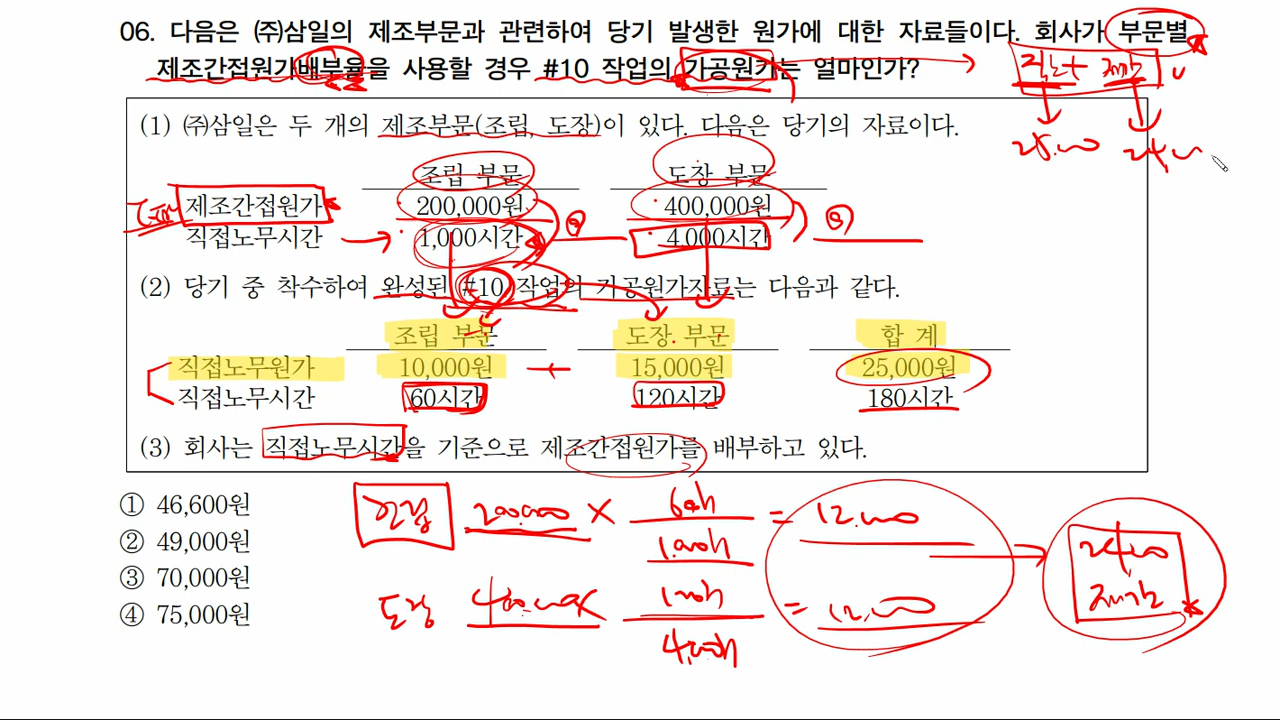 06. 다음은 ㈜삼일의 제조부문과 관련하여 당기 발생한 원가에 대한 자료들이다. 회사가 부문별
제조간접원가배부율을 사용할 경우 #10 작업의 가공원가는 얼마인가?
직노 + 제간
25,000 24,000
(1) ㈜삼일은 두 개의 제조부문(조립, 도장)이 있다. 다음은 당기의 자료이다.
조립 부문 도장 부문
제조간접원가 200,000원 400,000원
직접노무시간 1,000시간 4,000시간
(2) 당기 중 착수하여 완성된 #10 작업의 가공원가자료는 다음과 같다.
조립 부문 도장 부문 합 계
직접노무원가 10,000원 15,000원 25,000원
직접노무시간 60시간 120시간 180시간
(3) 회사는 직접노무시간을 기준으로 제조간접원가를 배부하고 있다.
① 46,600원
② 49,000원
③ 70,000원
④ 75,000원
200,000 × 60h = 12,000
1,000h
도장 400,000 × 120h = 12,000
4,000h
24,000
제간